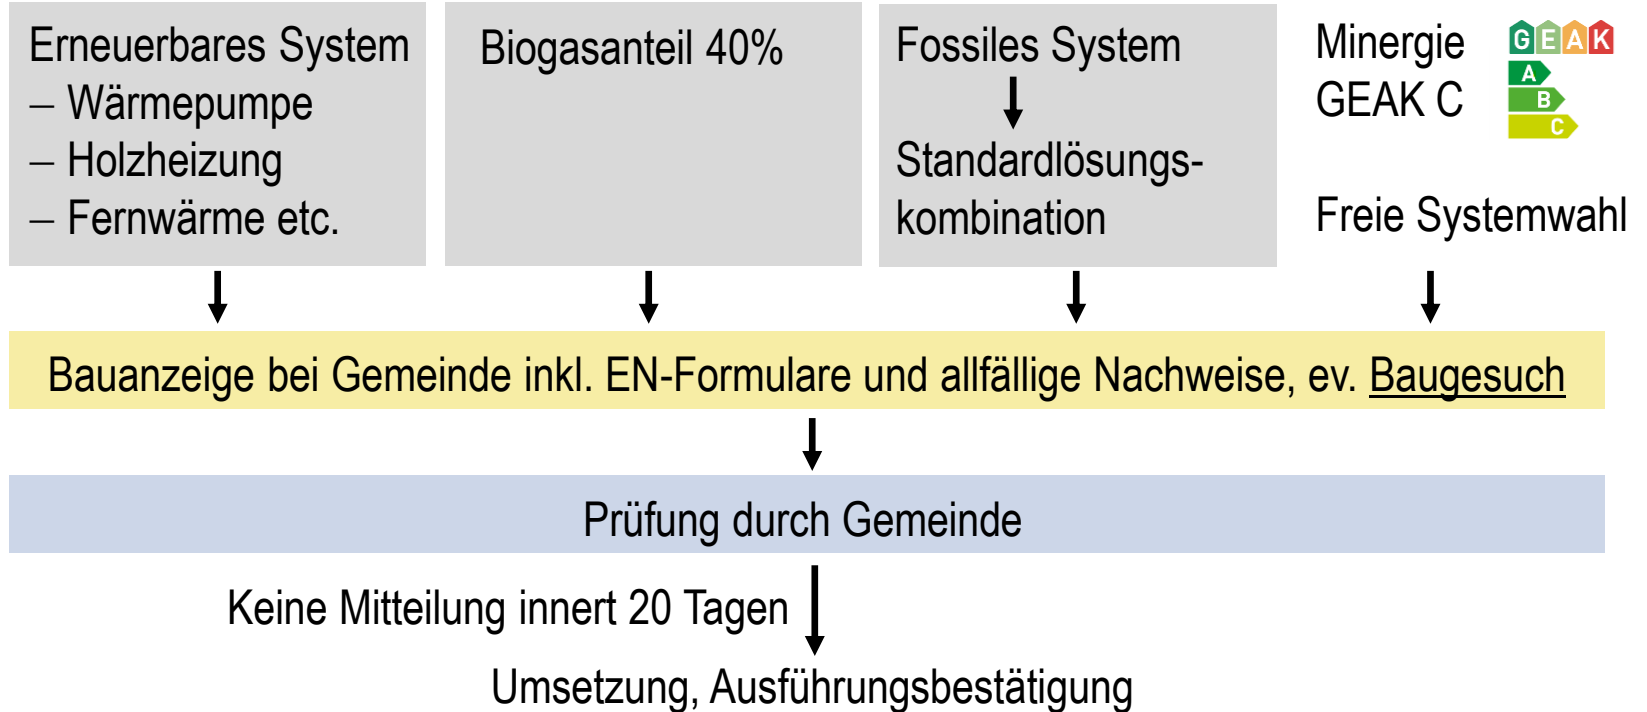 Erneuerbares System
– Wärmepumpe
– Holzheizung
– Fernwärme etc.
Biogasanteil 40%
Fossiles System
Standardlösungs-
kombination
Minergie
GEAK C
GEAK
A
B
C
Freie Systemwahl
Bauanzeige bei Gemeinde inkl. EN-Formulare und allfällige Nachweise, ev. Baugesuch
Prüfung durch Gemeinde
Keine Mitteilung innert 20 Tagen
Umsetzung, Ausführungsbestätigung